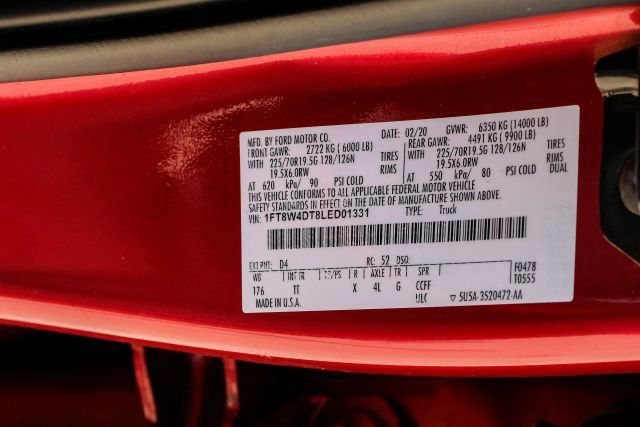 MFD. BY FORD MOTOR CO. DATE: 02/20 GVWR: 6350 KG (14000 LB)
FRONT GAWR: 2722 KG (6000 LB) REAR GAWR: 4491 KG (9900 LB)
WITH 225/70R19.5G 128/126N TIRES WITH 225/70R19.5G 128/126N TIRES
19.5X6.0RW RIMS 19.5X6.0RW RIMS
AT 620 kPa/ 90 PSI COLD AT 550 kPa/ 80 PSI COLD DUAL
THIS VEHICLE CONFORMS TO ALL APPLICABLE FEDERAL MOTOR VEHICLE
SAFETY STANDARDS IN EFFECT ON THE DATE OF MANUFACTURE SHOWN ABOVE.
VIN: 1FT8W4DT8LED01331 TYPE: Truck
EXT PNT: D4 RC: 52 DSO: F0478
WB INT TR R AXLE TR SPR T0555
176 TT X 4L G CCFF
MADE IN U.S.A. ULC ▽ 5U5A-3520472-AA